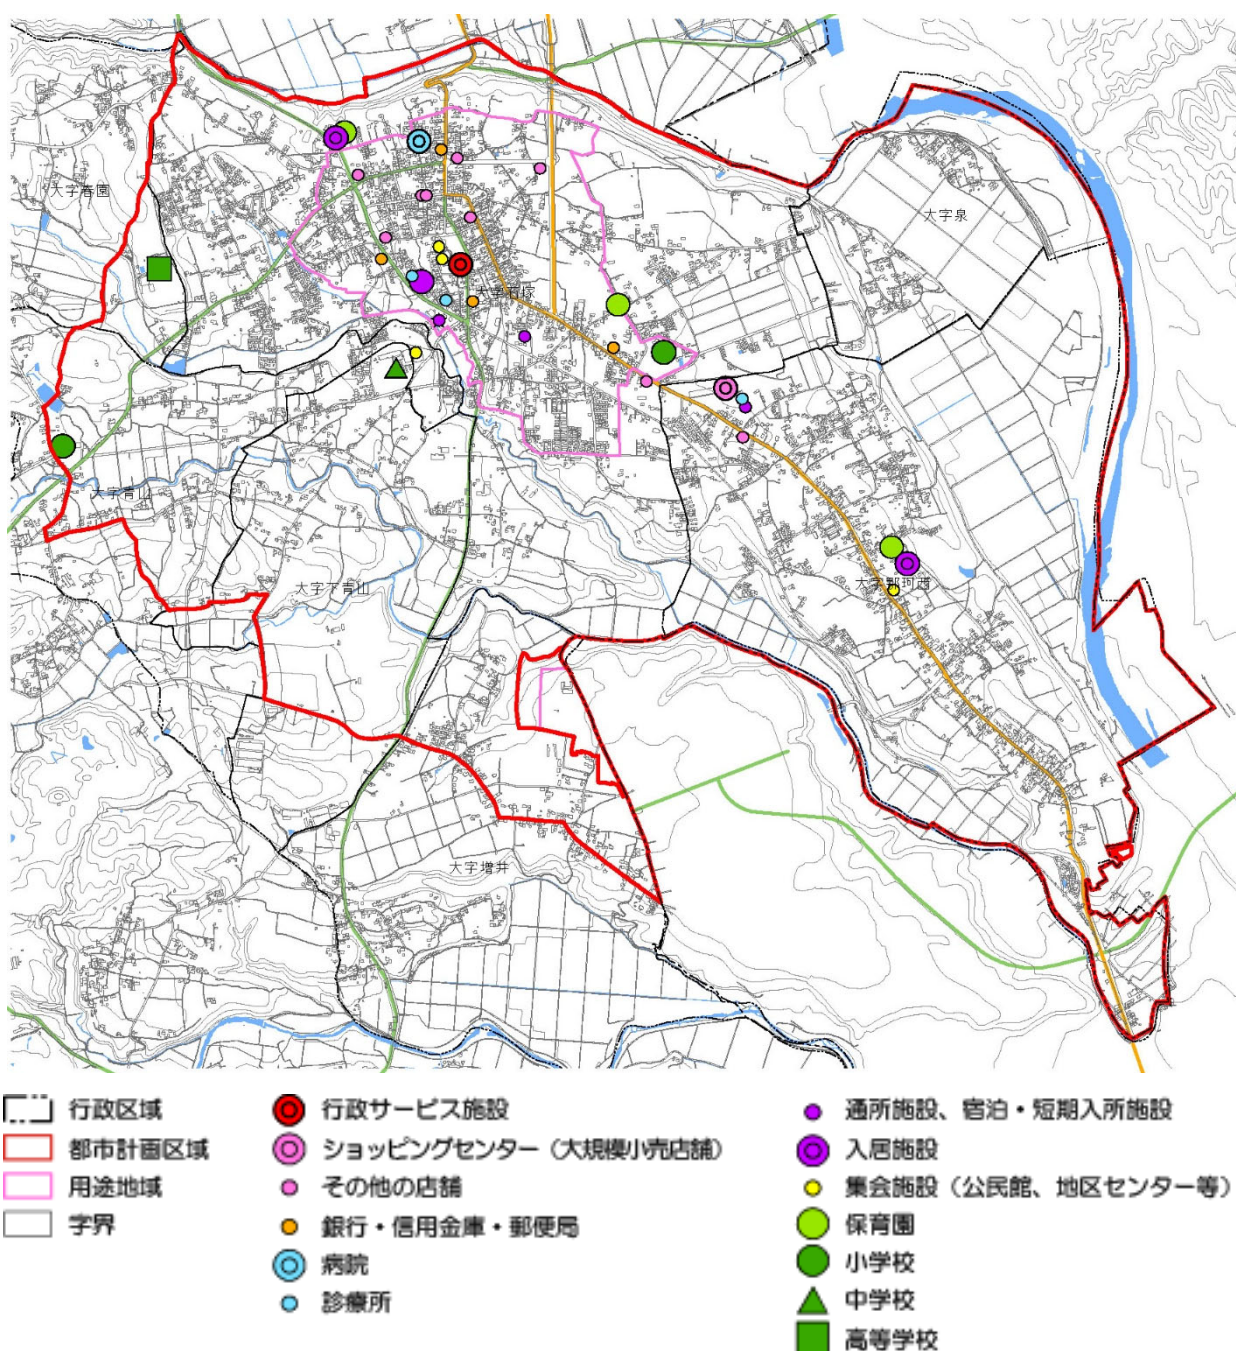 大字春園
大字泉
大字石塚
大字青山
大字下青山
大字那珂西
大字増井
行政区域
都市計画区域
用途地域
字界
行政サービス施設
ショッピングセンター（大規模小売店舗）
その他の店舗
銀行・信用金庫・郵便局
病院
診療所
通所施設、宿泊・短期入所施設
入居施設
集会施設（公民館、地区センター等）
保育園
小学校
中学校
高等学校